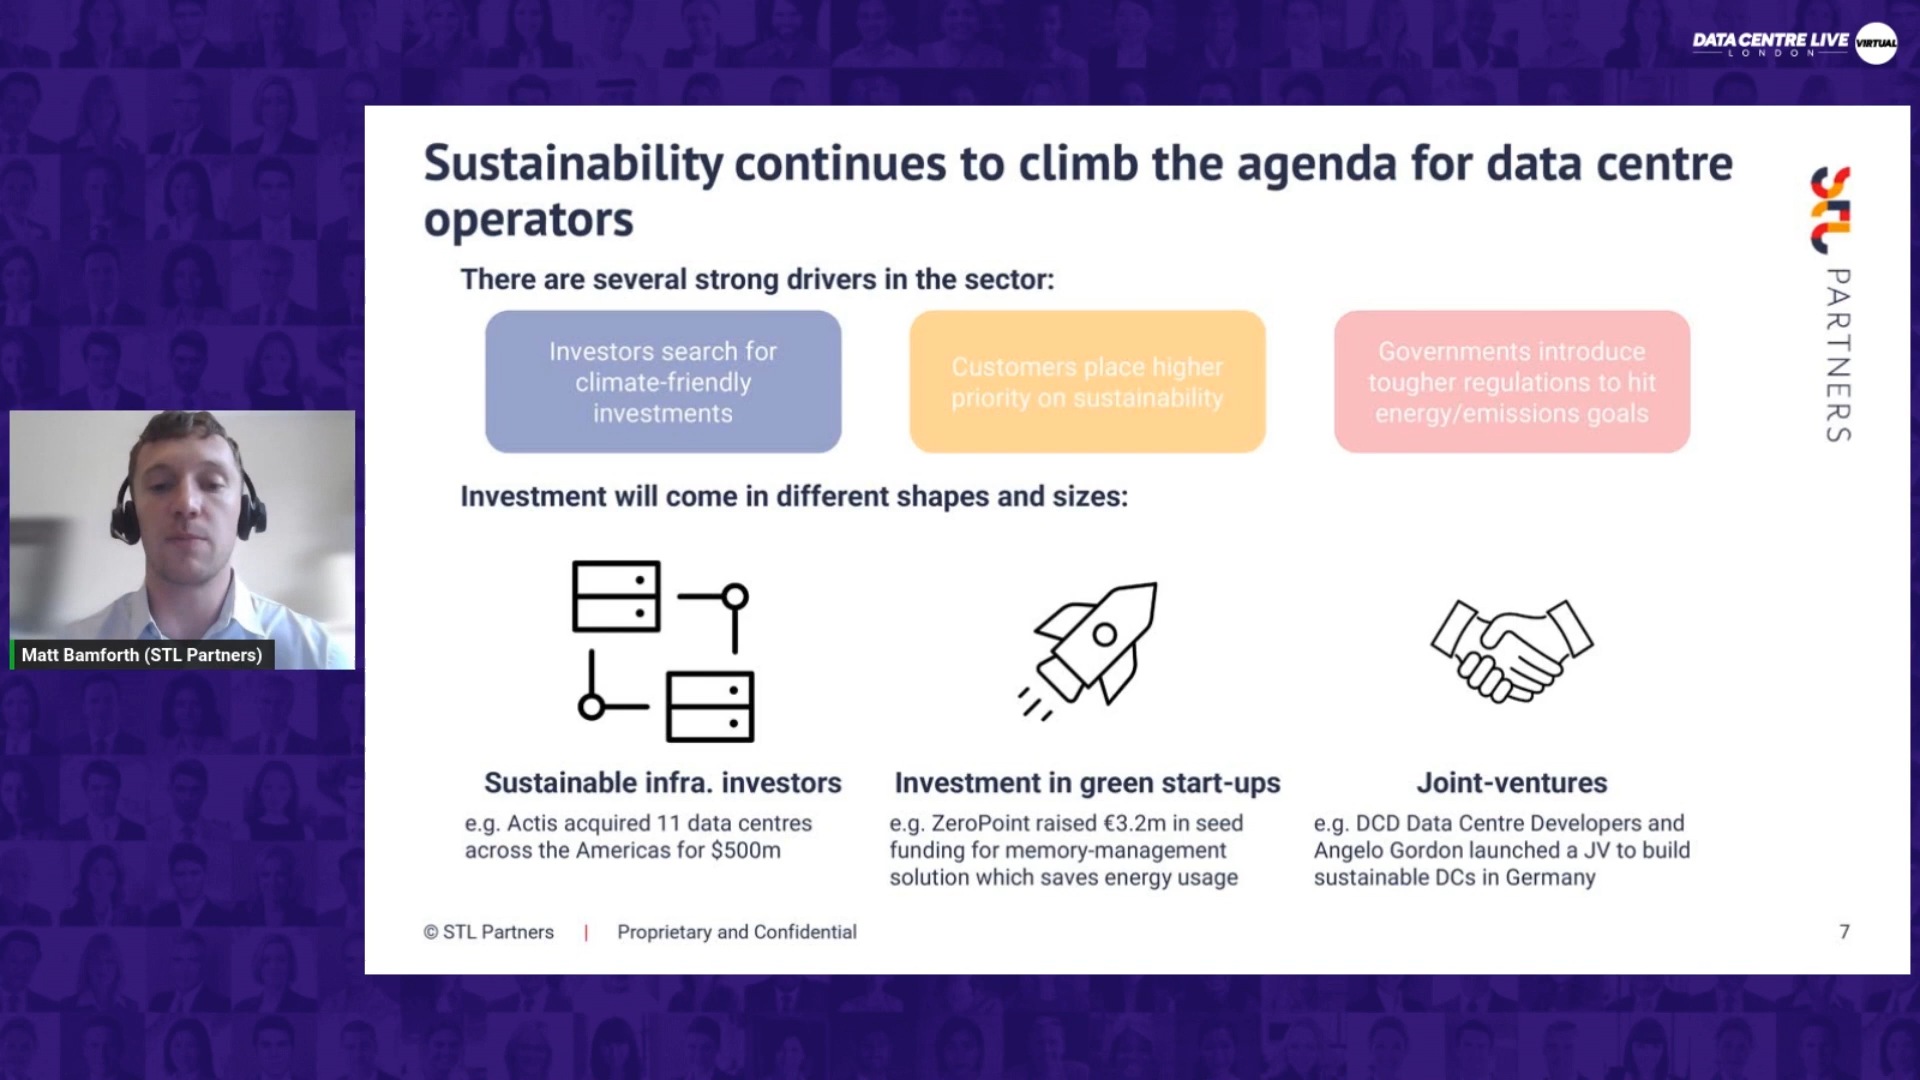 DATA CENTRE LIVE
LONDON
VIRTUAL
Sustainability continues to climb the agenda for data centre
operators
STL PARTNERS
There are several strong drivers in the sector:
Investors search for
climate-friendly
investments
Customers place higher
priority on sustainability
Governments introduce
tougher regulations to hit
energy/emissions goals
Investment will come in different shapes and sizes:
Matt Bamforth (STL Partners)
Sustainable infra. investors
e.g. Actis acquired 11 data centres
across the Americas for $500m
Investment in green start-ups
e.g. ZeroPoint raised €3.2m in seed
funding for memory-management
solution which saves energy usage
Joint-ventures
e.g. DCD Data Centre Developers and
Angelo Gordon launched a JV to build
sustainable DCs in Germany
© STL Partners | Proprietary and Confidential
7